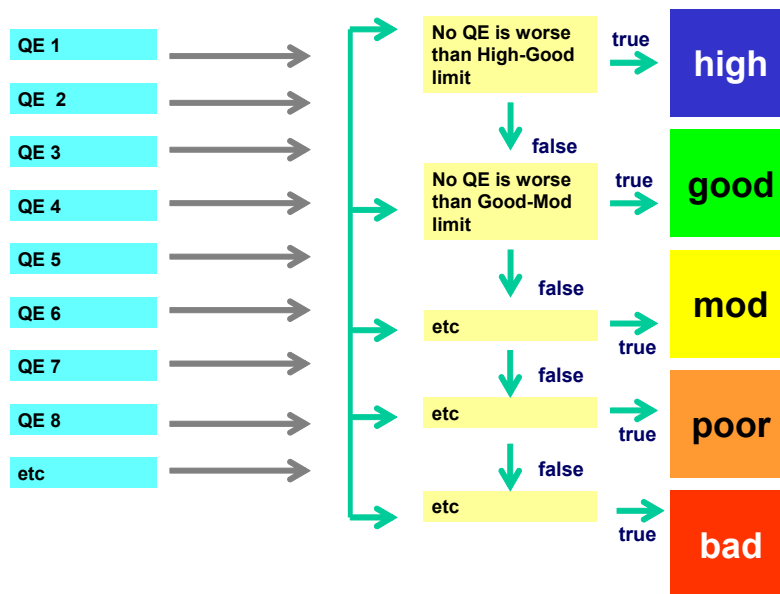 QE 1
QE 2
QE 3
QE 4
QE 5
QE 6
QE 7
QE 8
etc
No QE is worse
than High-Good
limit
true
high
false
No QE is worse
than Good-Mod
limit
true
good
false
etc
true
mod
false
etc
true
poor
false
etc
true
bad